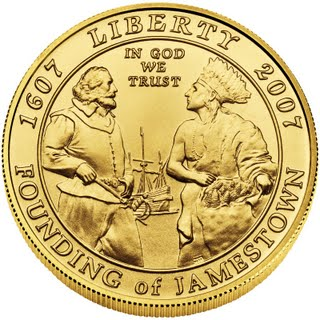 1607 LIBERTY 2007
IN GOD
WE
TRUST
FOUNDING of JAMESTOWN